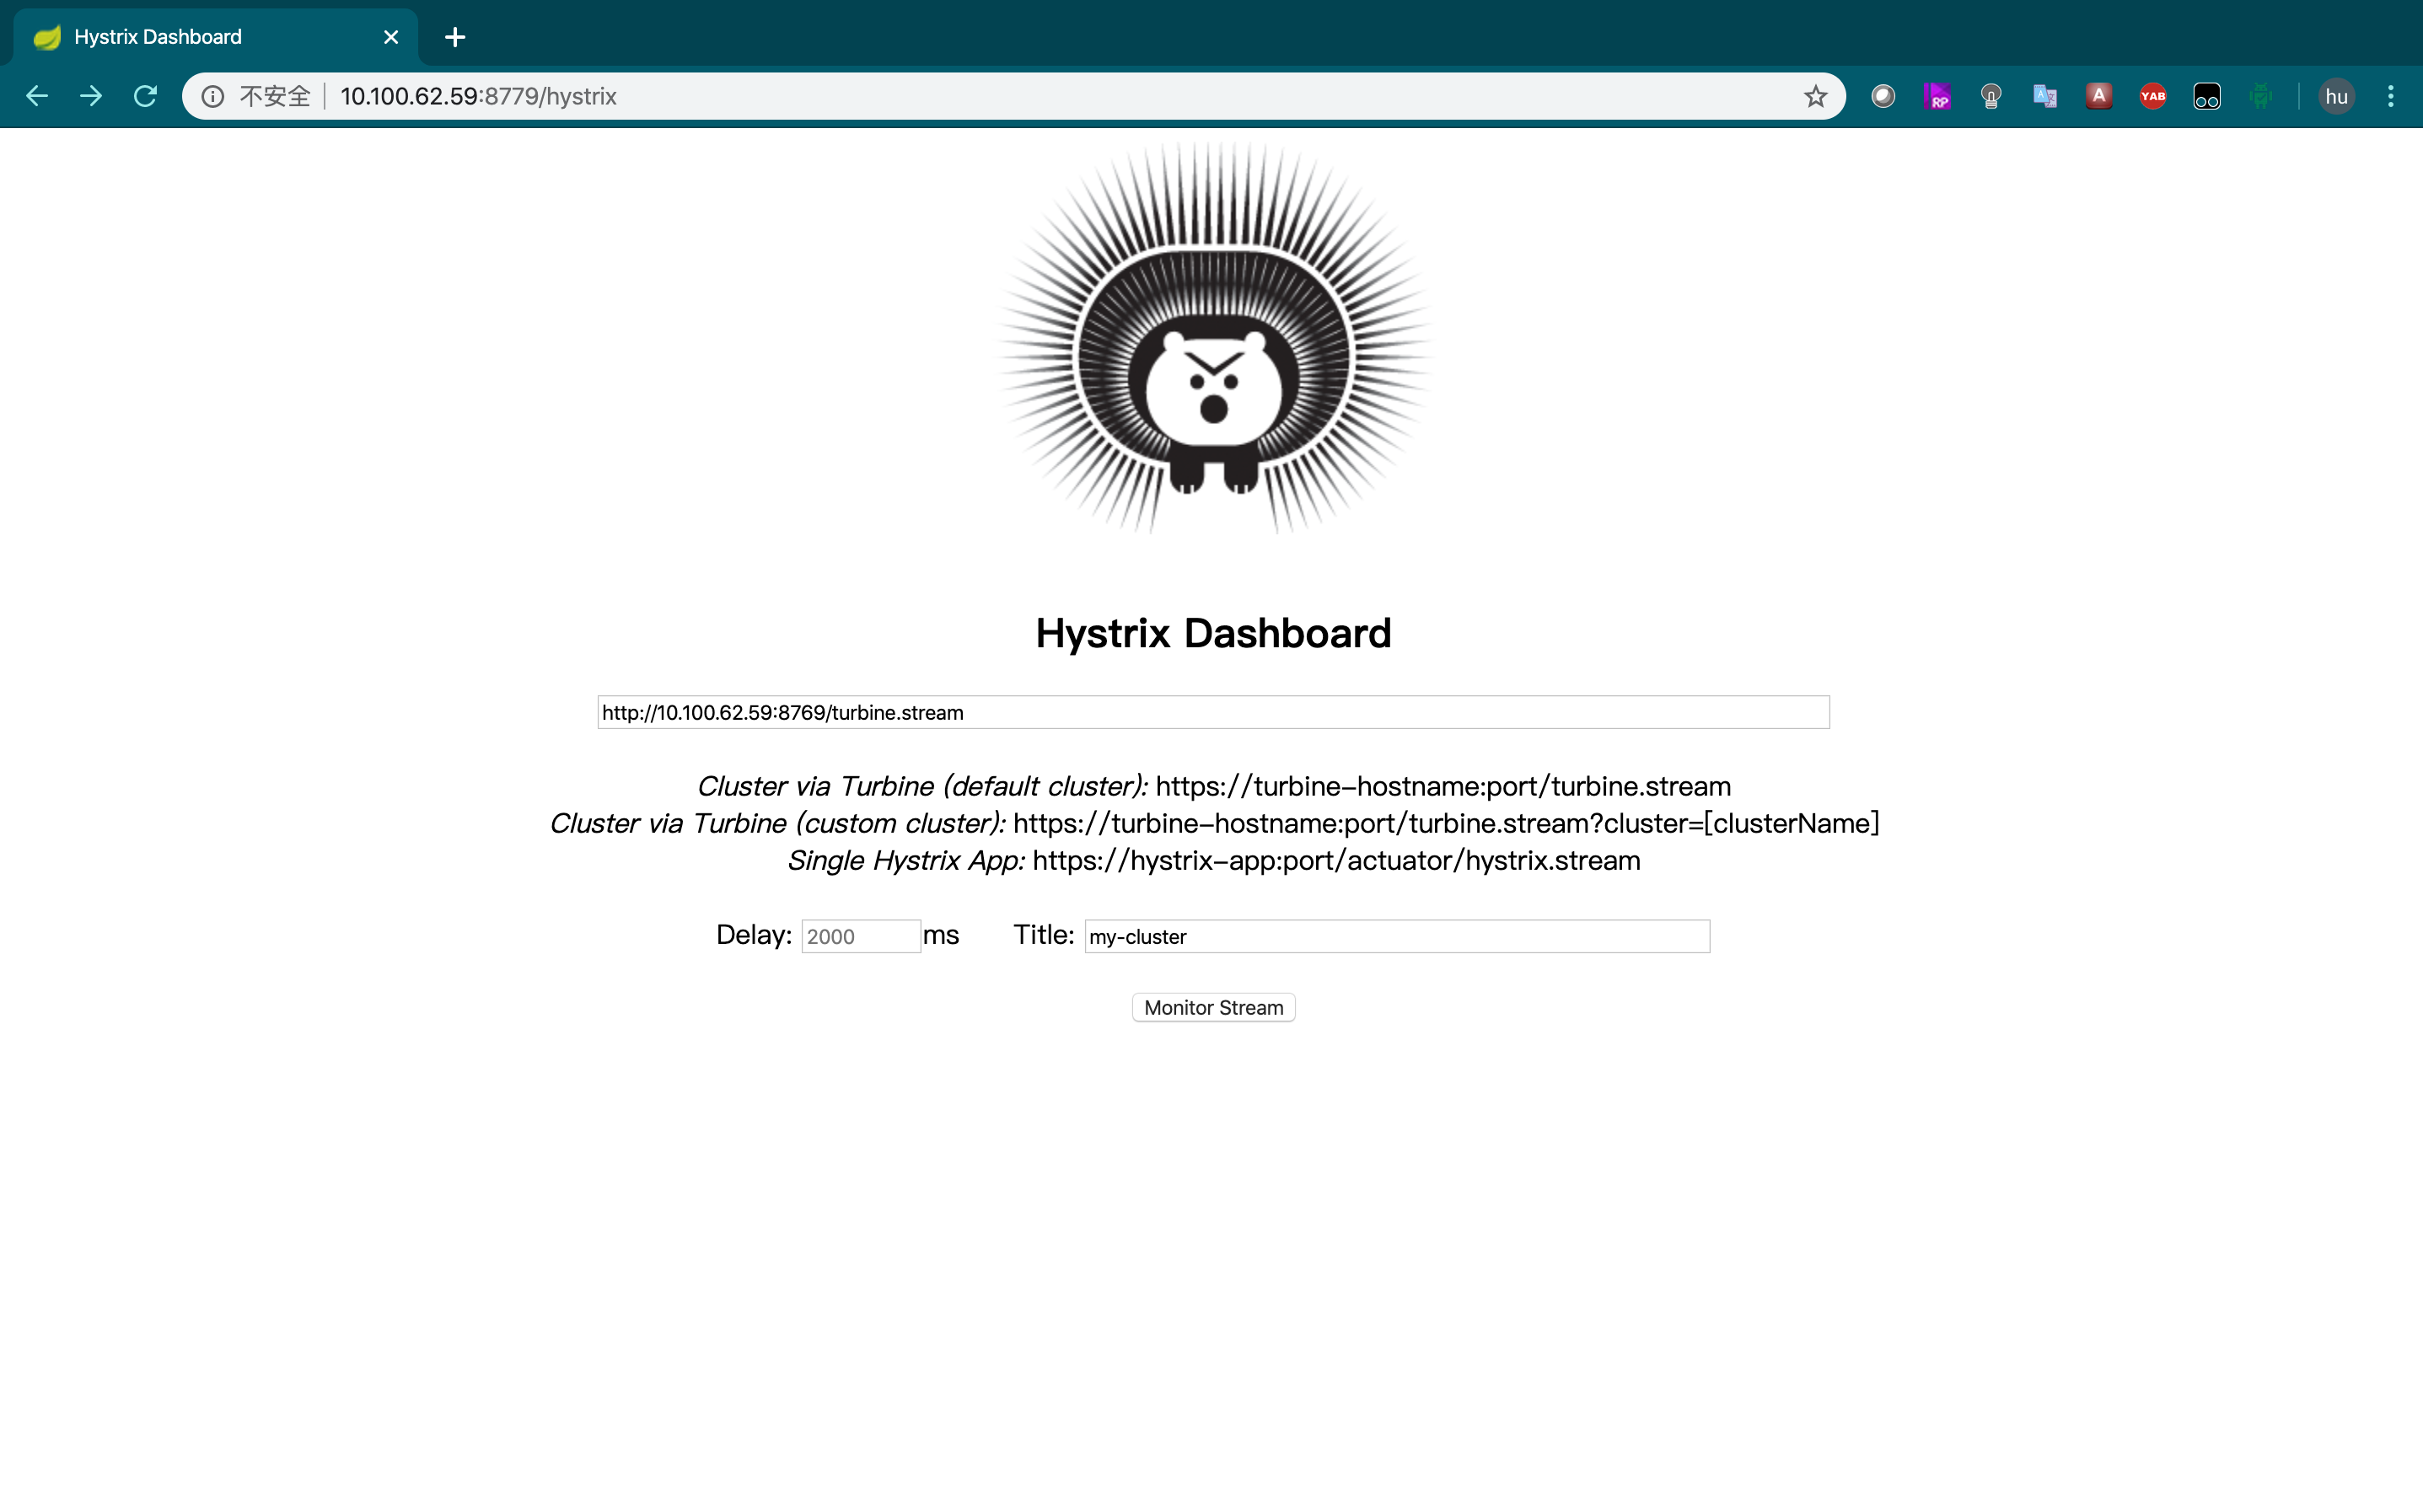 Hystrix Dashboard
不安全 10.100.62.59:8779/hystrix
RP
A
YAB
hu
Hystrix Dashboard
http://10.100.62.59:8769/turbine.stream
Cluster via Turbine (default cluster): https://turbine-hostname:port/turbine.stream
Cluster via Turbine (custom cluster): https://turbine-hostname:port/turbine.stream?cluster=[clusterName]
Single Hystrix App: https://hystrix-app:port/actuator/hystrix.stream
Delay: 2000 ms Title: my-cluster
Monitor Stream